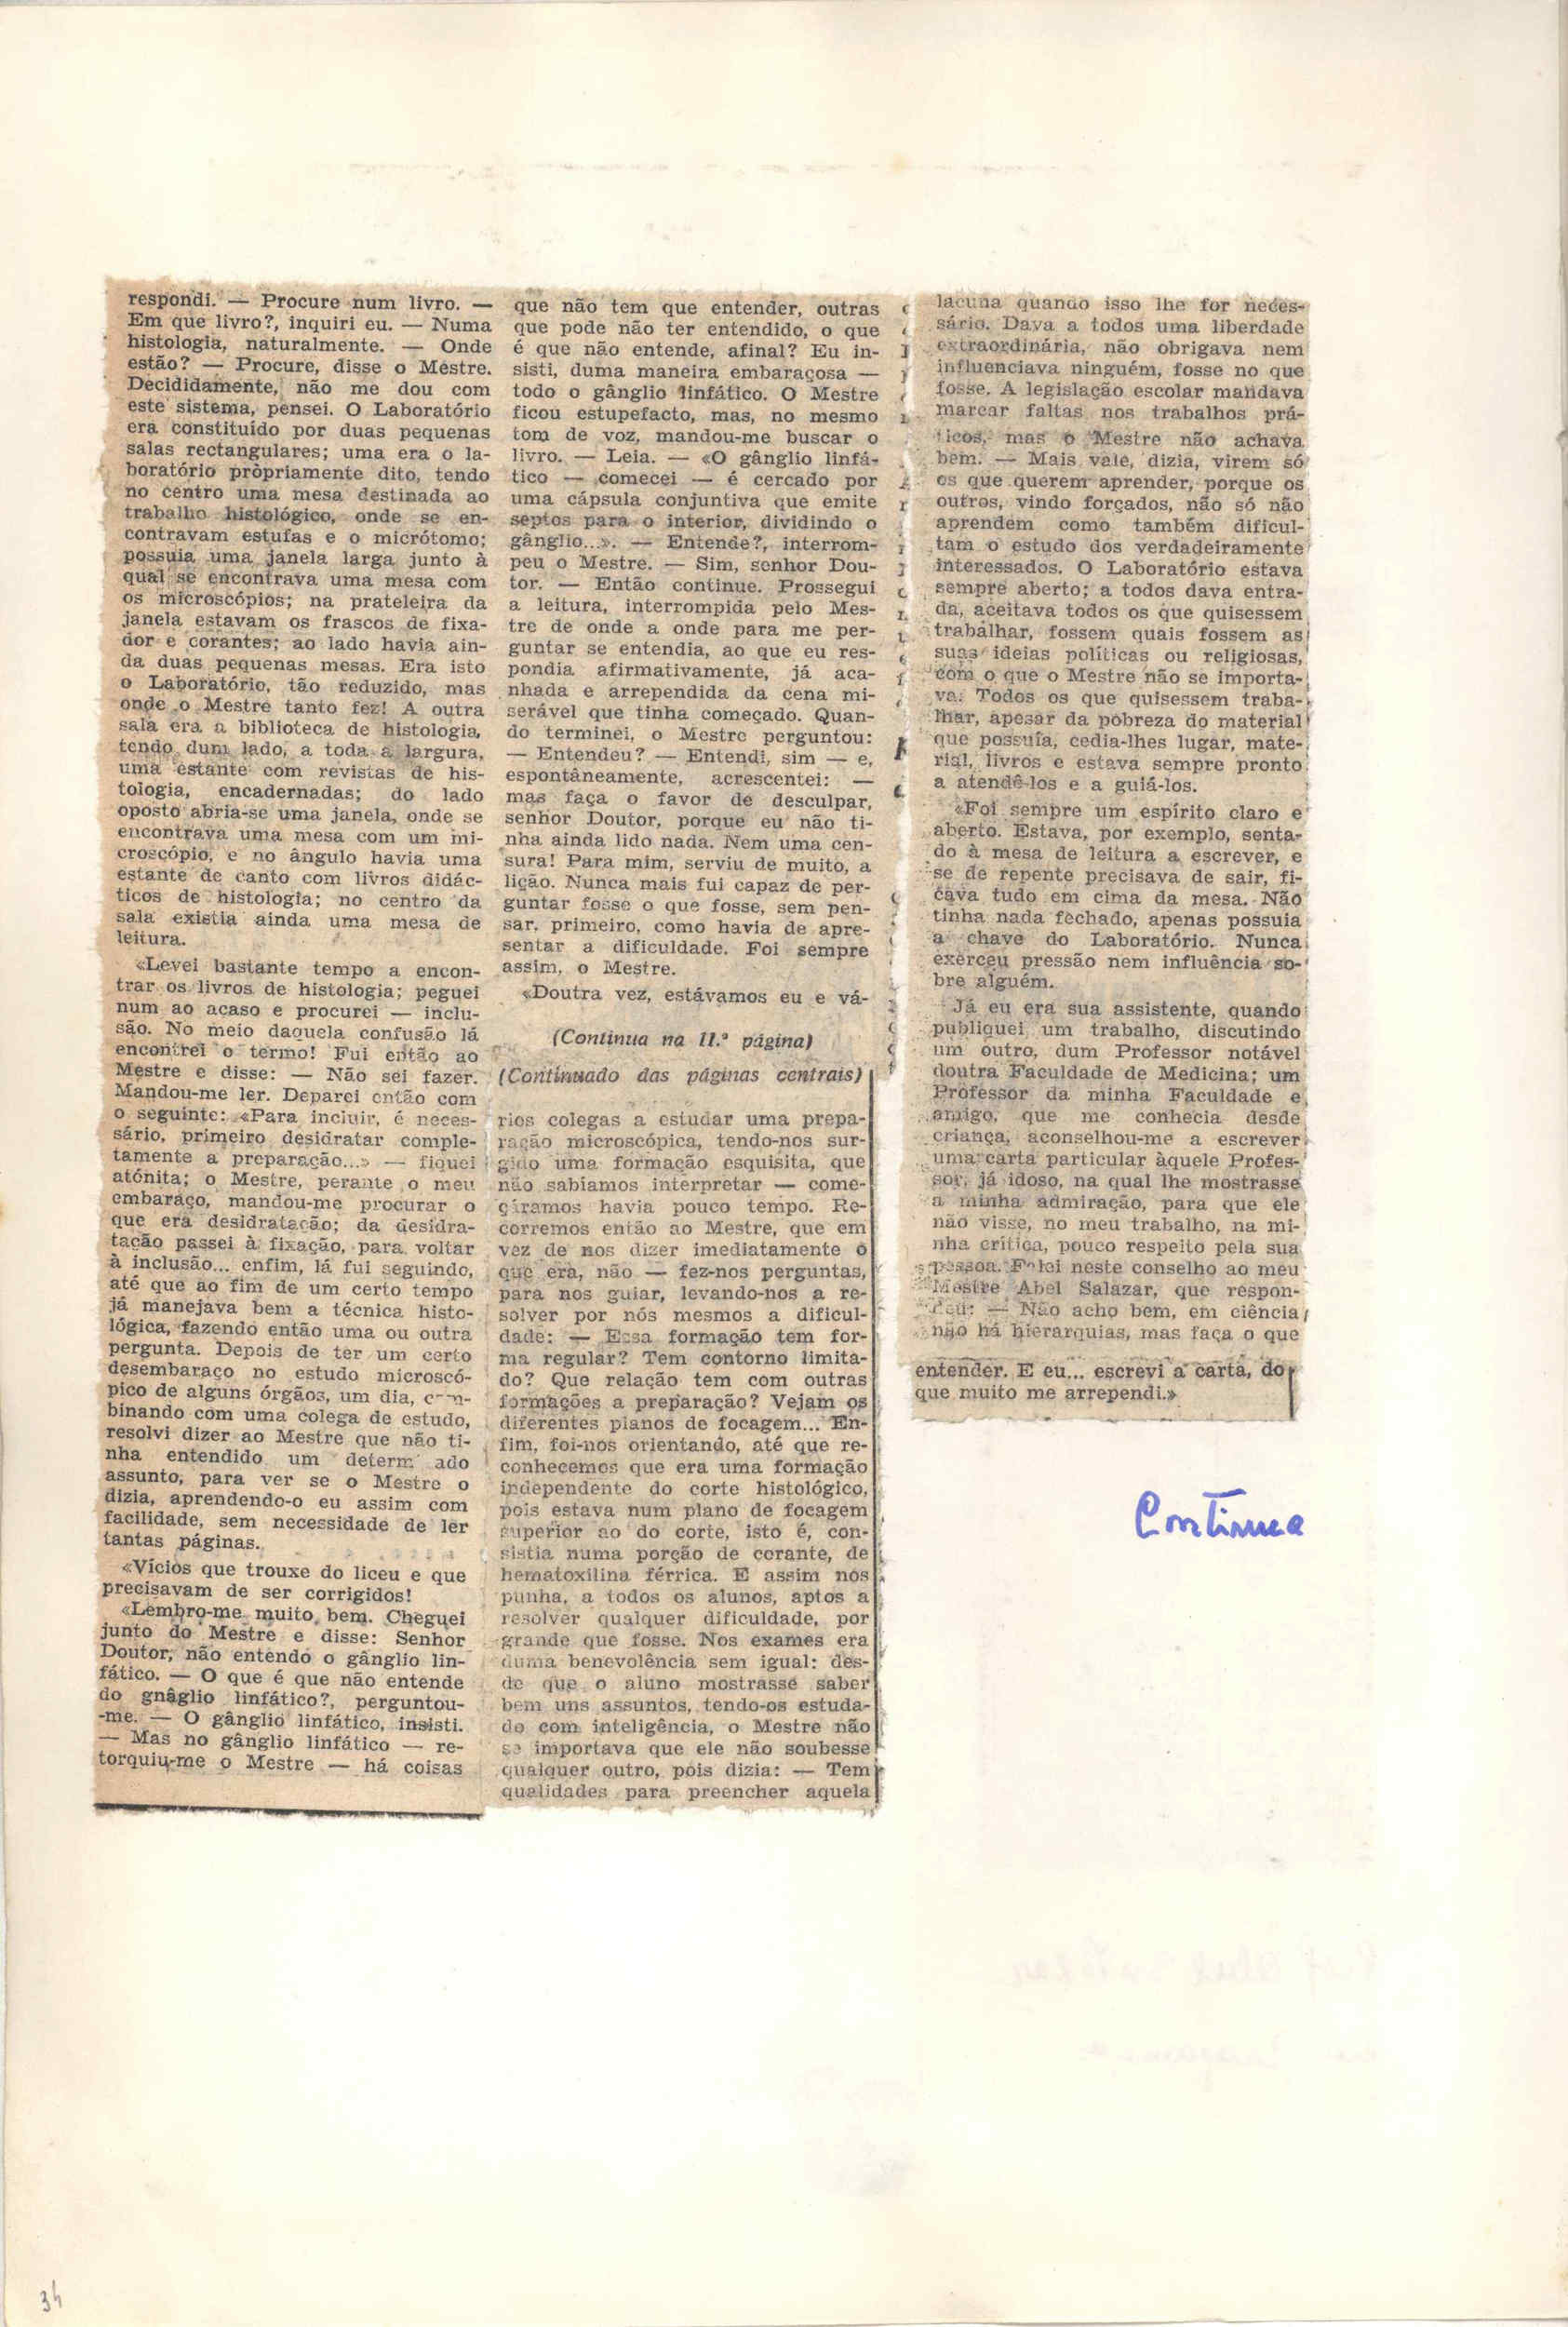 respondi. — Procure num livro. —
Em que livro?, inquiri eu. — Numa
histologia, naturalmente. — Onde
estão? — Procure, disse o Mestre.
Decididamente, não me dou com
este sistema, pensei. O Laboratório
era constituído por duas pequenas
salas rectangulares; uma era o la-
boratório pròpriamente dito, tendo
no centro uma mesa destinada ao
trabalho histológico, onde se en-
contravam estufas e o micrótomo;
possuia uma janela larga junto à
qual se encontrava uma mesa com
os microscópios; na prateleira da
janela estavam os frascos de fixa-
dor e corantes; ao lado havia ain-
da duas pequenas mesas. Era isto
o Laboratório, tão reduzido, mas
onde o Mestre tanto fez! A outra
sala era a biblioteca de histologia,
tendo dum lado, a toda a largura,
uma estante com revistas de his-
tologia, encadernadas; do lado
oposto abria-se uma janela, onde se
encontrava uma mesa com um mi-
croscópio, e no ângulo havia uma
estante de canto com livros didác-
ticos de histologia; no centro da
sala existia ainda uma mesa de
leitura.
«Levei bastante tempo a encon-
trar os livros de histologia; peguei
num ao acaso e procurei — inclu-
são. No meio daquela confusão lá
encontrei o termo! Fui então ao
Mestre e disse: — Não sei fazer.
Mandou-me ler. Deparei então com
o seguinte: «Para incluir, é neces-
sário, primeiro desidratar comple-
tamente a preparação...» — fiquei
atónita; o Mestre, perante o meu
embaraço, mandou-me procurar o
que era desidratação; da desidra-
tação passei à fixação, para voltar
à inclusão... enfim, lá fui seguindo,
até que ao fim de um certo tempo
já manejava bem a técnica histo-
lógica, fazendo então uma ou outra
pergunta. Depois de ter um certo
desembaraço no estudo microscó-
pico de alguns órgãos, um dia,
binando com uma colega de estudo,
resolvi dizer ao Mestre que não ti-
nha entendido um determ ado
assunto, para ver se o Mestre o
dizia, aprendendo-o eu assim com
facilidade, sem necessidade de ler
tantas páginas.
«Vícios que trouxe do liceu e que
precisavam de ser corrigidos!
«Lembro-me muito bem. Cheguei
junto do Mestre e disse: Senhor
Doutor, não entendo o gânglio lin-
fático. — O que é que não entende
do gnâglio linfático?, perguntou-
-me. — O gânglio linfático, insisti.
— Mas no gânglio linfático — re-
torquiu-me o Mestre — há coisas
que não tem que entender, outras
que pode não ter entendido, o que
é que não entende, afinal? Eu in-
sisti, duma maneira embaraçosa —
todo o gânglio linfático. O Mestre
ficou estupefacto, mas, no mesmo
tom de voz, mandou-me buscar o
livro. — Leia. — «O gânglio linfá-
tico — comecei — é cercado por
uma cápsula conjuntiva que emite
septos para o interior, dividindo o
gânglio...». — Entende?, interrom-
peu o Mestre. — Sim, senhor Dou-
tor. — Então continue. Prossegui
a leitura, interrompida pelo Mes-
tre de onde a onde para me per-
guntar se entendia, ao que eu res-
pondia afirmativamente, já aca-
nhada e arrependida da cena mi-
serável que tinha começado. Quan-
do terminei, o Mestre perguntou:
— Entendeu? — Entendi, sim — e,
espontâneamente, acrescentei: —
mas faça o favor de desculpar,
senhor Doutor, porque eu não ti-
nha ainda lido nada. Nem uma cen-
sura! Para mim, serviu de muito, a
lição. Nunca mais fui capaz de per-
guntar fosse o que fosse, sem pen-
sar, primeiro, como havia de apre-
sentar a dificuldade. Foi sempre
assim, o Mestre.
«Doutra vez, estávamos eu e vá-
(Continua na 11.ª página)
(Continuado das páginas centrais)
rios colegas a estudar uma prepa-
ração microscópica, tendo-nos sur-
gido uma formação esquisita, que
não sabíamos interpretar — come-
çáramos havia pouco tempo. Re-
corremos então ao Mestre, que em
vez de nos dizer imediatamente o
que era, não — fez-nos perguntas,
para nos guiar, levando-nos a re-
solver por nós mesmos a dificul-
dade: — Essa formação tem for-
ma regular? Tem contorno limita-
do? Que relação tem com outras
formações a preparação? Vejam os
diferentes planos de focagem... En-
fim, foi-nos orientando, até que re-
conhecemos que era uma formação
independente do corte histológico,
pois estava num plano de focagem
superior ao do corte, isto é, con-
sistia numa porção de corante, de
hematoxilina férrica. E assim nos
punha, a todos os alunos, aptos a
resolver qualquer dificuldade, por
grande que fosse. Nos exames era
duma benevolência sem igual: des-
de que o aluno mostrasse saber
bem uns assuntos, tendo-os estuda-
do com inteligência, o Mestre não
se importava que ele não soubesse
qualquer outro, pois dizia: — Tem
qualidades para preencher aquela
lacuna quando isso lhe for neces-
sário. Dava a todos uma liberdade
extraordinária, não obrigava nem
influenciava ninguém, fosse no que
fosse. A legislação escolar mandava
marcar faltas nos trabalhos prá-
ticos, mas o Mestre não achava
bem. — Mais vale, dizia, virem só
os que querem aprender, porque os
outros, vindo forçados, não só não
aprendem como também dificul-
tam o estudo dos verdadeiramente
interessados. O Laboratório estava
sempre aberto; a todos dava entra-
da, aceitava todos os que quisessem
trabalhar, fossem quais fossem as
suas ideias políticas ou religiosas,
com o que o Mestre não se importa-
va. Todos os que quisessem traba-
lhar, apesar da pobreza do material
que possuía, cedia-lhes lugar, mate-
rial, livros e estava sempre pronto
a atendê-los e a guiá-los.
«Foi sempre um espírito claro e
aberto. Estava, por exemplo, senta-
do à mesa de leitura a escrever, e
se de repente precisava de sair, fi-
cava tudo em cima da mesa. Não
tinha nada fechado, apenas possuia
a chave do Laboratório. Nunca
exerceu pressão nem influência so-
bre alguém.
Já eu era sua assistente, quando
publiquei um trabalho, discutindo
um outro, dum Professor notável
doutra Faculdade de Medicina; um
Professor da minha Faculdade e
amigo, que me conhecia desde
criança, aconselhou-me a escrever
uma carta particular àquele Profes-
sor, já idoso, na qual lhe mostrasse
a minha admiração, para que ele
não visse, no meu trabalho, na mi-
nha crítica, pouco respeito pela sua
pessoa. Falei neste conselho ao meu
Mestre Abel Salazar, que respon-
deu: — Não acho bem, em ciência
não há hierarquias, mas faça o que
entender. E eu... escrevi a carta, do
que muito me arrependi.»
Continua
34